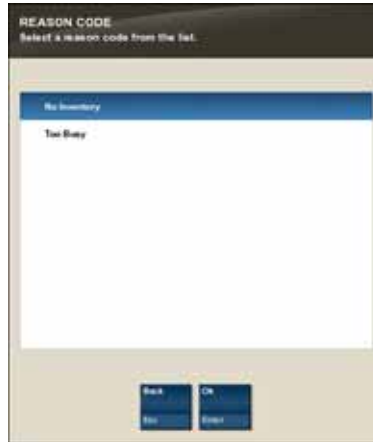 REASON CODE
Select a reason code from the list.
No Inventory
Too Busy
Back
Ok
Esc
Enter